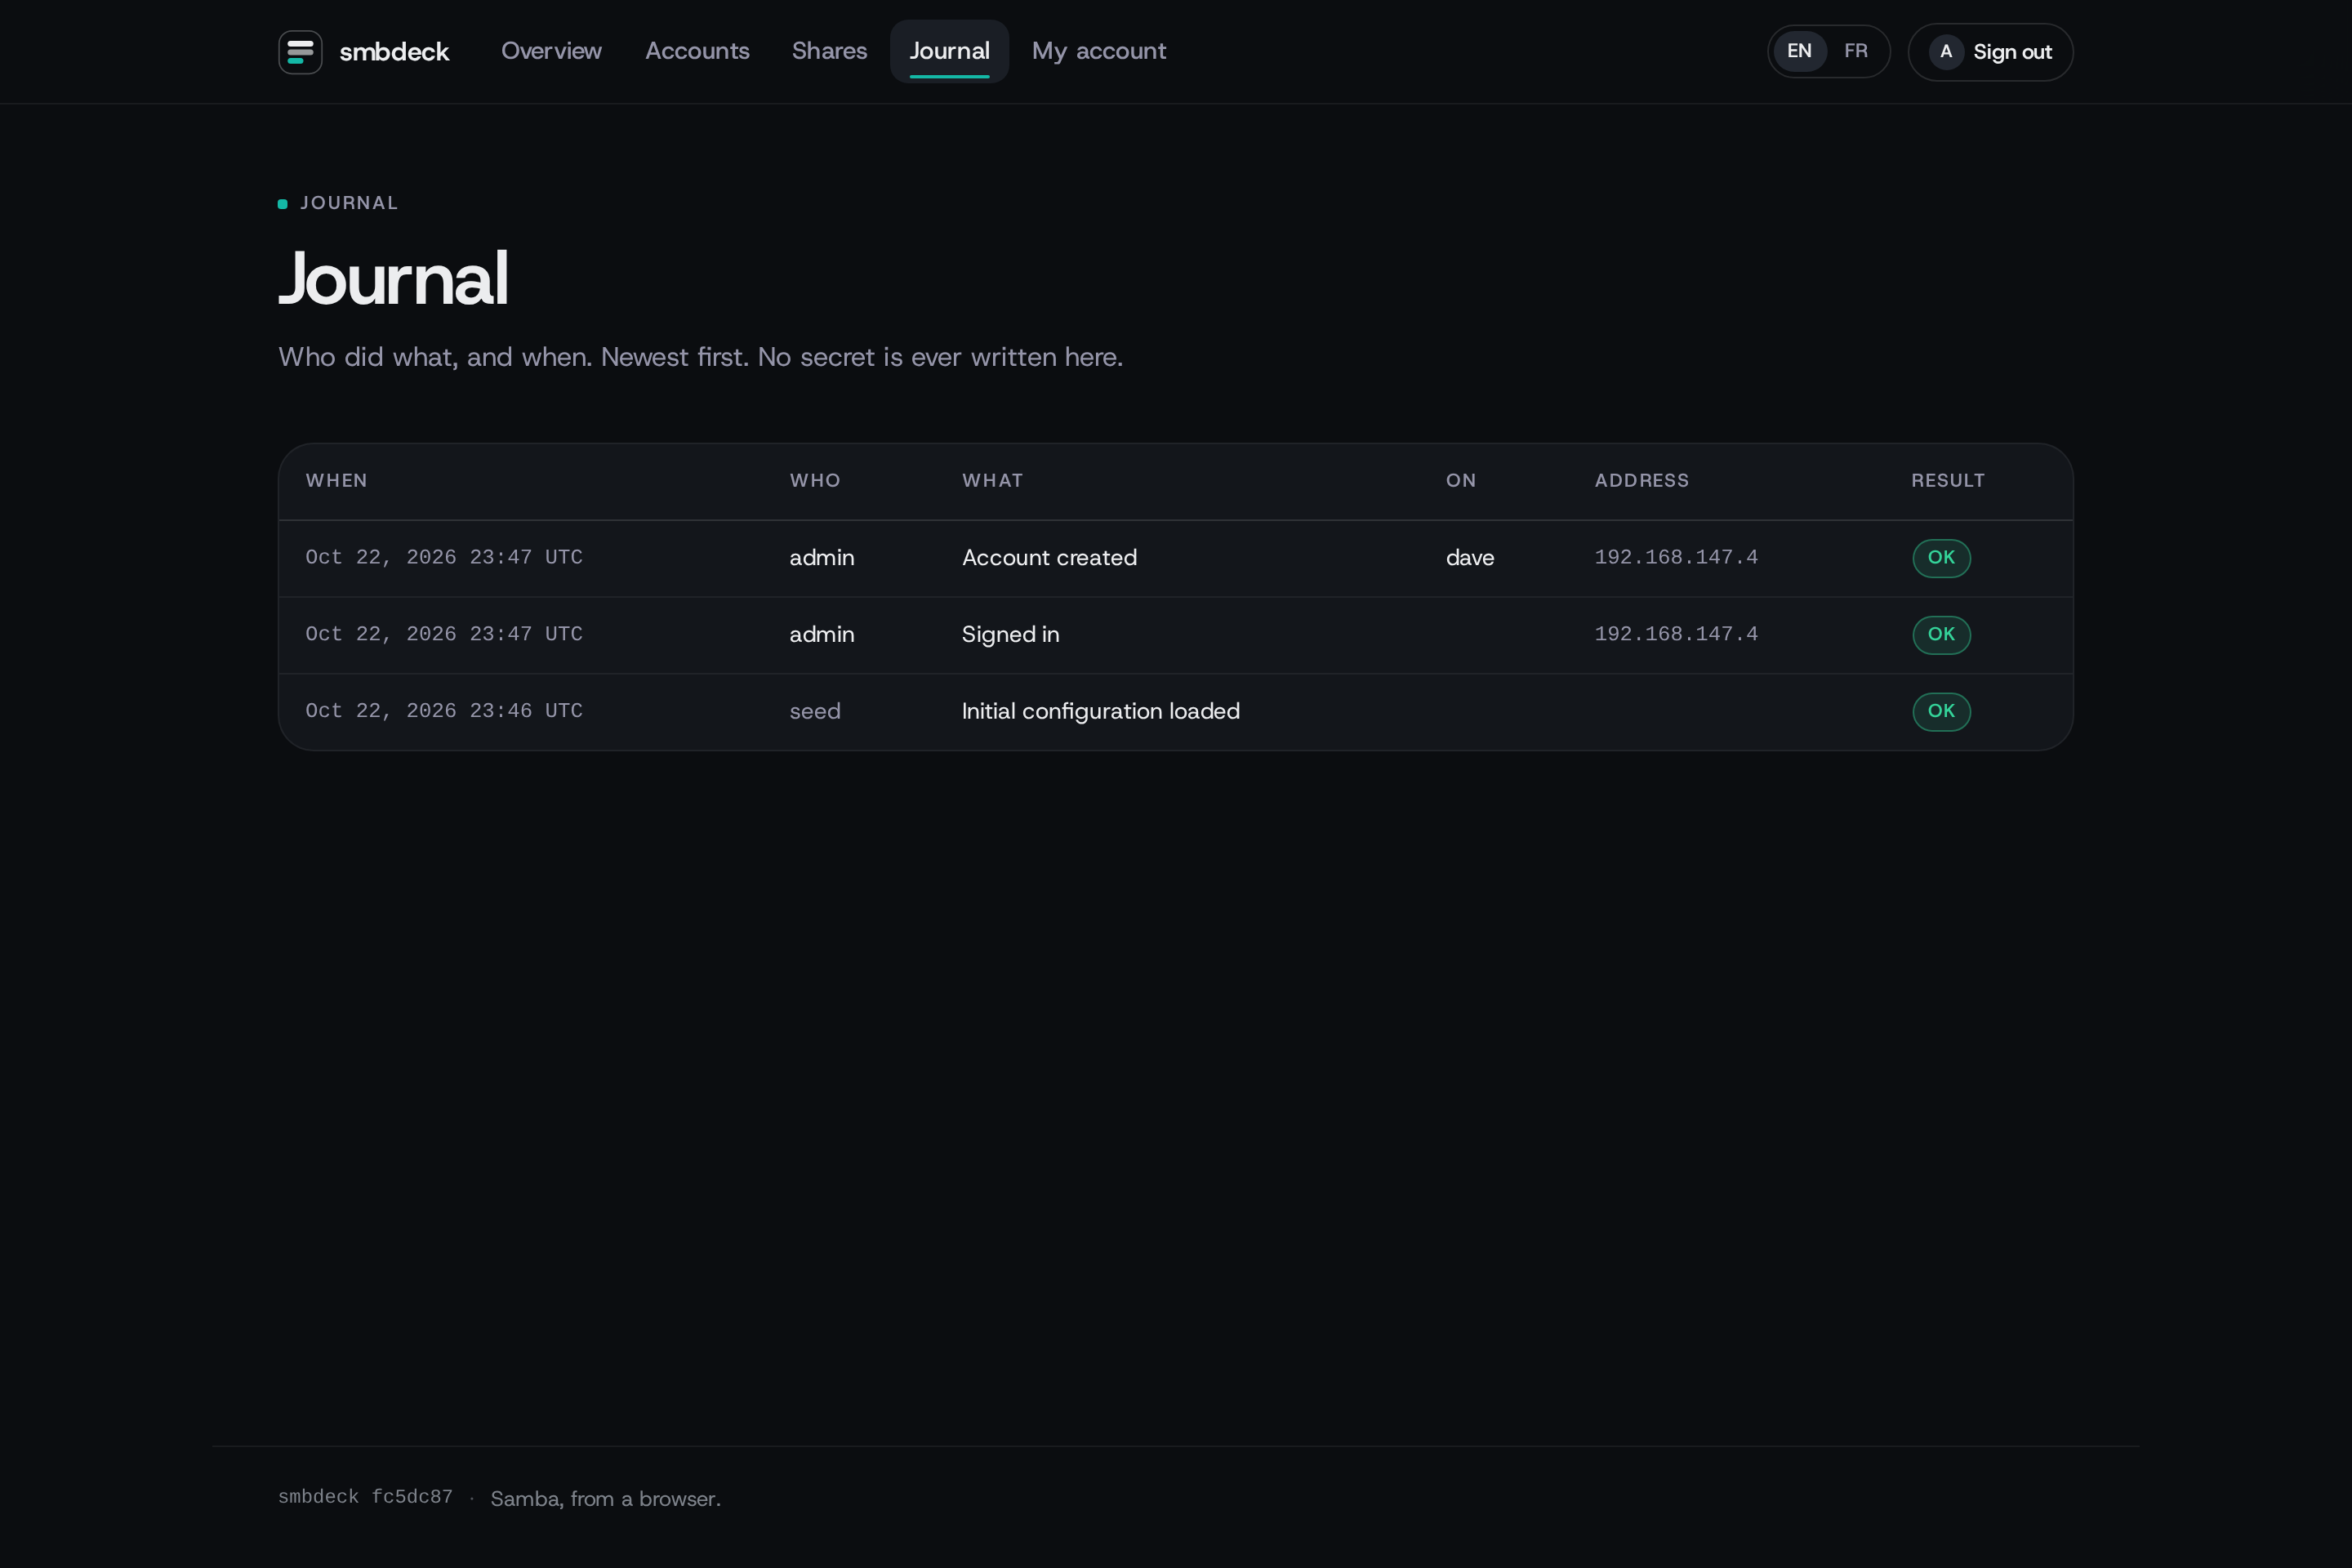 smbdeck Overview Accounts Shares Journal My account EN FR A Sign out
JOURNAL
Journal
Who did what, and when. Newest first. No secret is ever written here.
WHEN WHO WHAT ON ADDRESS RESULT
Oct 22, 2026 23:47 UTC admin Account created dave 192.168.147.4 OK
Oct 22, 2026 23:47 UTC admin Signed in 192.168.147.4 OK
Oct 22, 2026 23:46 UTC seed Initial configuration loaded OK
smbdeck fc5dc87 · Samba, from a browser.